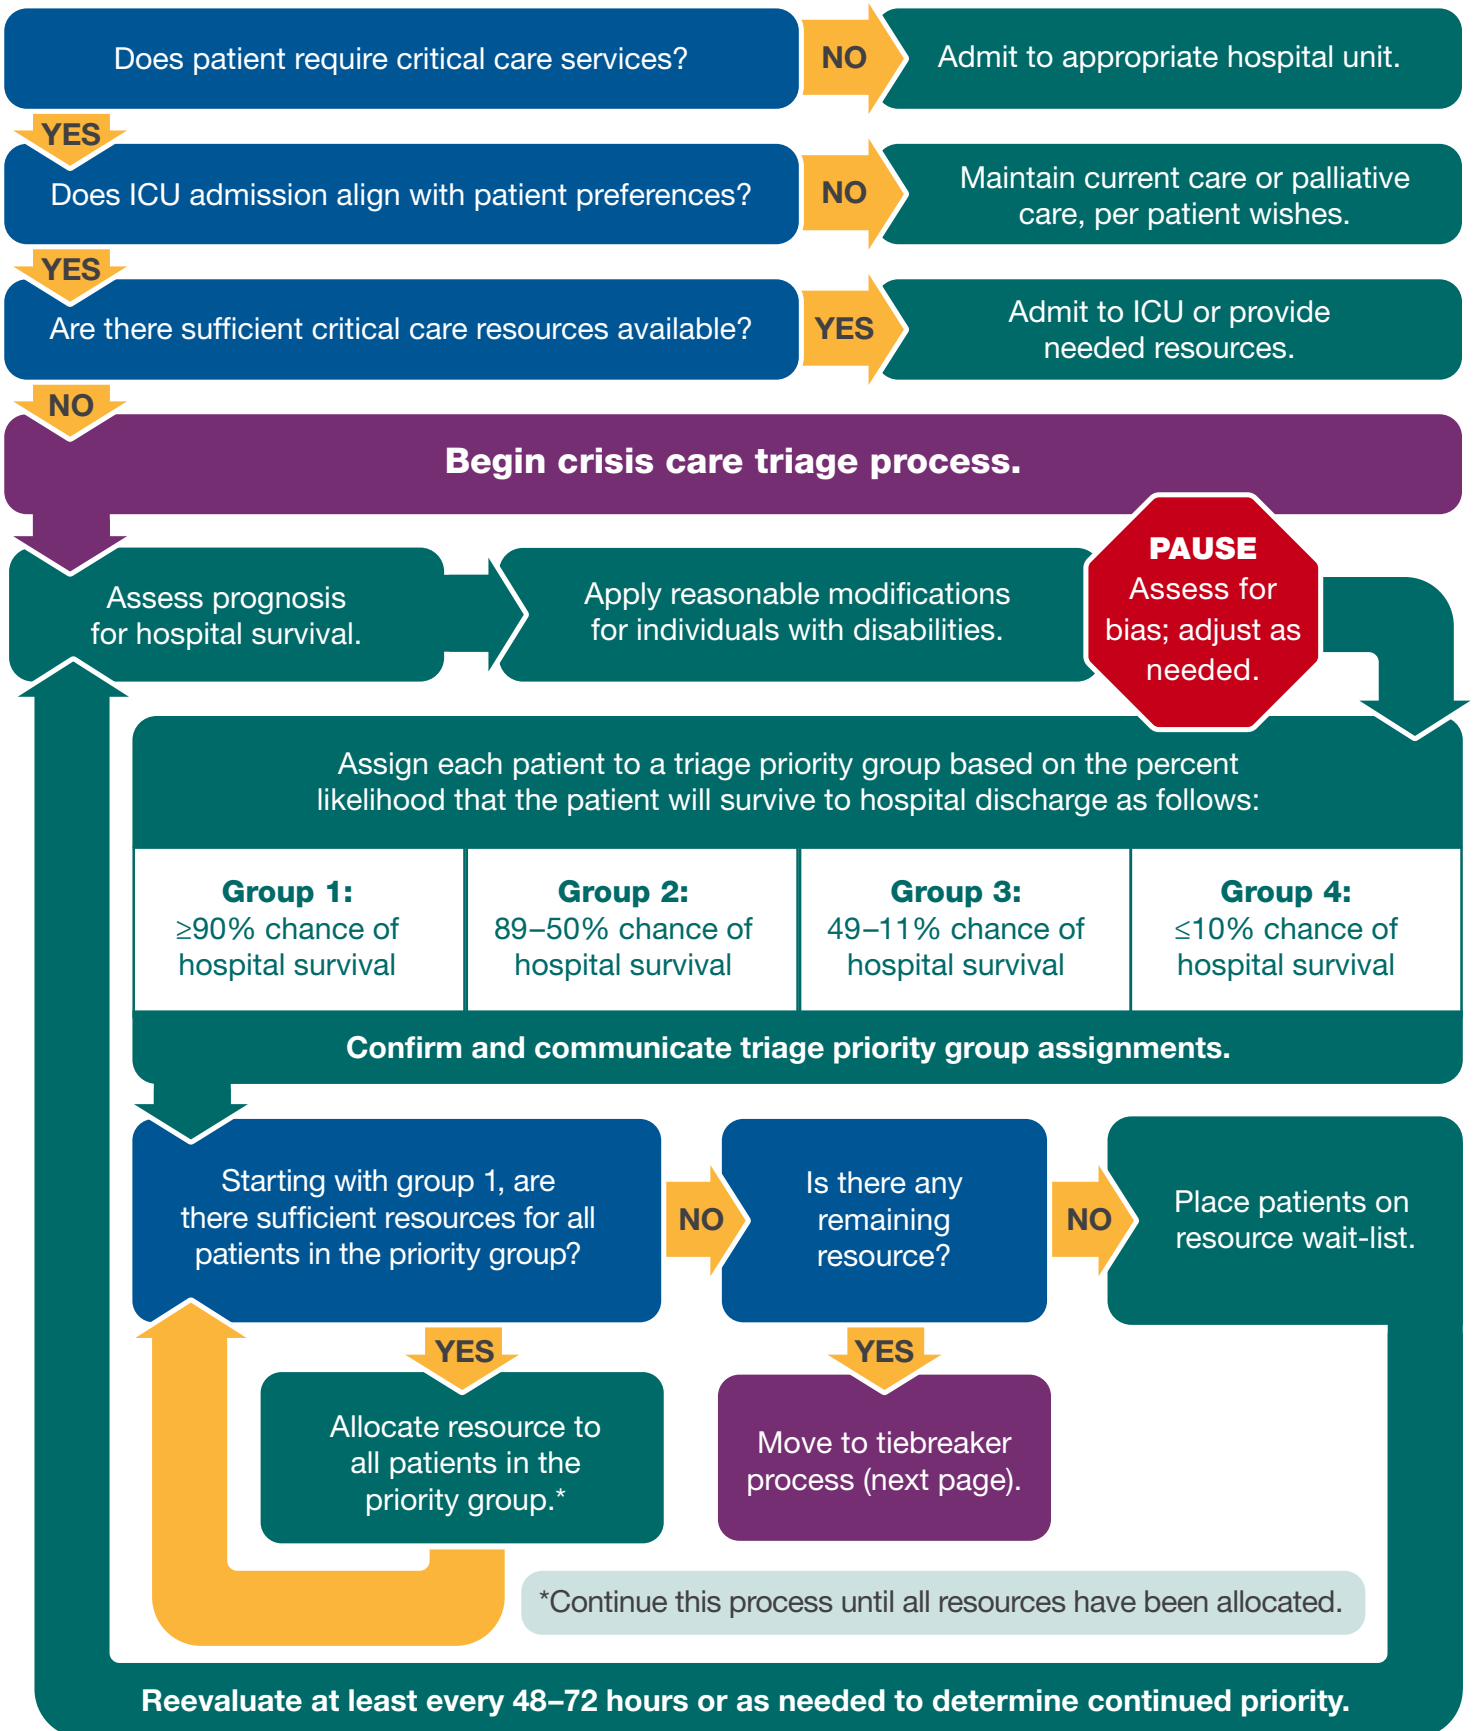 Does patient require critical care services?
NO
Admit to appropriate hospital unit.
YES
Does ICU admission align with patient preferences?
NO
Maintain current care or palliative
care, per patient wishes.
YES
Are there sufficient critical care resources available?
YES
Admit to ICU or provide
needed resources.
NO
Begin crisis care triage process.
Assess prognosis
for hospital survival.
Apply reasonable modifications
for individuals with disabilities.
PAUSE
Assess for
bias; adjust as
needed.
Assign each patient to a triage priority group based on the percent
likelihood that the patient will survive to hospital discharge as follows:
Group 1:
≥90% chance of
hospital survival
Group 2:
89–50% chance of
hospital survival
Group 3:
49–11% chance of
hospital survival
Group 4:
≤10% chance of
hospital survival
Confirm and communicate triage priority group assignments.
Starting with group 1, are
there sufficient resources for all
patients in the priority group?
NO
Is there any
remaining
resource?
NO
Place patients on
resource wait-list.
YES
Allocate resource to
all patients in the
priority group.*
YES
Move to tiebreaker
process (next page).
*Continue this process until all resources have been allocated.
Reevaluate at least every 48–72 hours or as needed to determine continued priority.